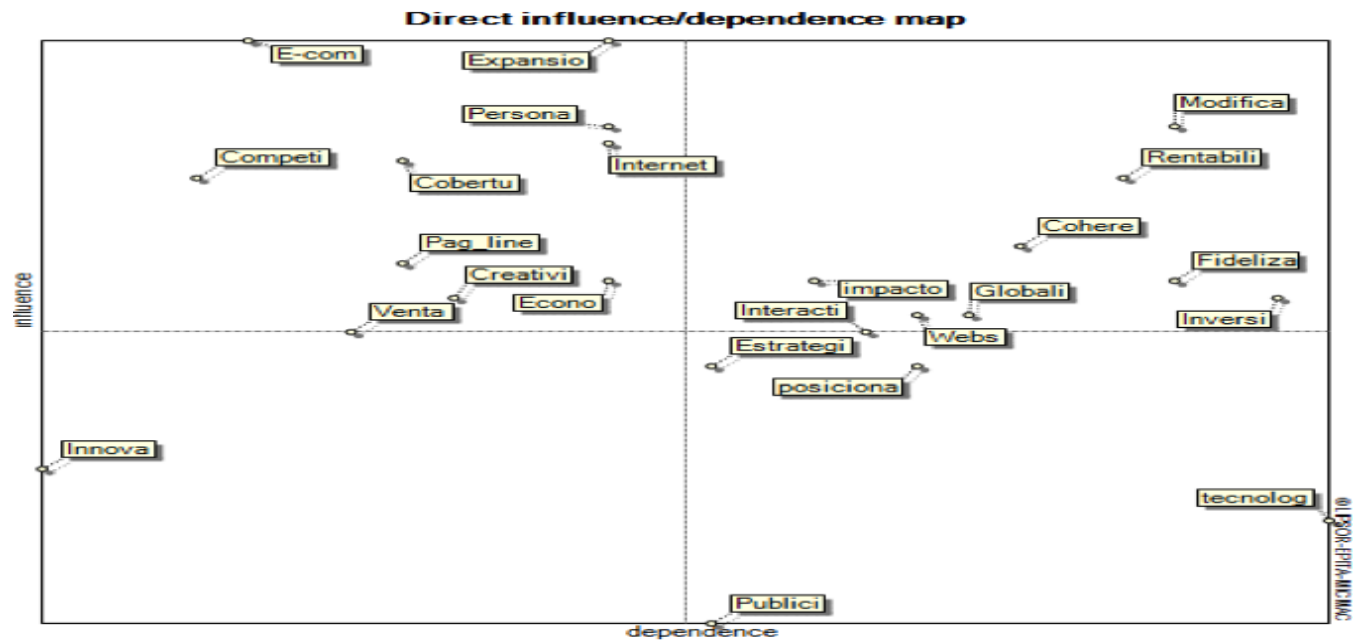 Direct influence/dependence map
E-com
Expansio
Modifica
Persona
Competi
Internet
Rentabili
Cobertu
Cohere
Pag_line
Fideliza
Creativi
Econo
impacto
Globali
Venta
Interacti
Inversi
Webs
Estrategi
posiciona
Innova
tecnolog
Publici
influence
dependence
© LIPSOR-EPITA-MICMAC